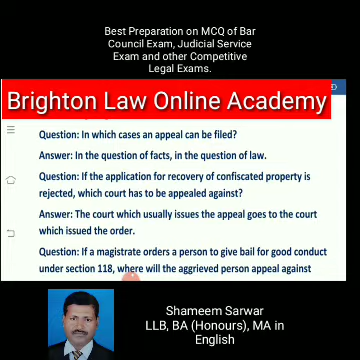 Best Preparation on MCQ of Bar
Council Exam, Judicial Service
Exam and other Competitive
Legal Exams.
Brighton Law Online Academy
Question: In which cases an appeal can be filed?
Answer: In the question of facts, in the question of law.
Question: If the application for recovery of confiscated property is
rejected, which court has to be appealed against?
Answer: The court which usually issues the appeal goes to the court
which issued the order.
Question: If a magistrate orders a person to give bail for good conduct
under section 118, where will the aggrieved person appeal against
Shameem Sarwar
LLB, BA (Honours), MA in
English